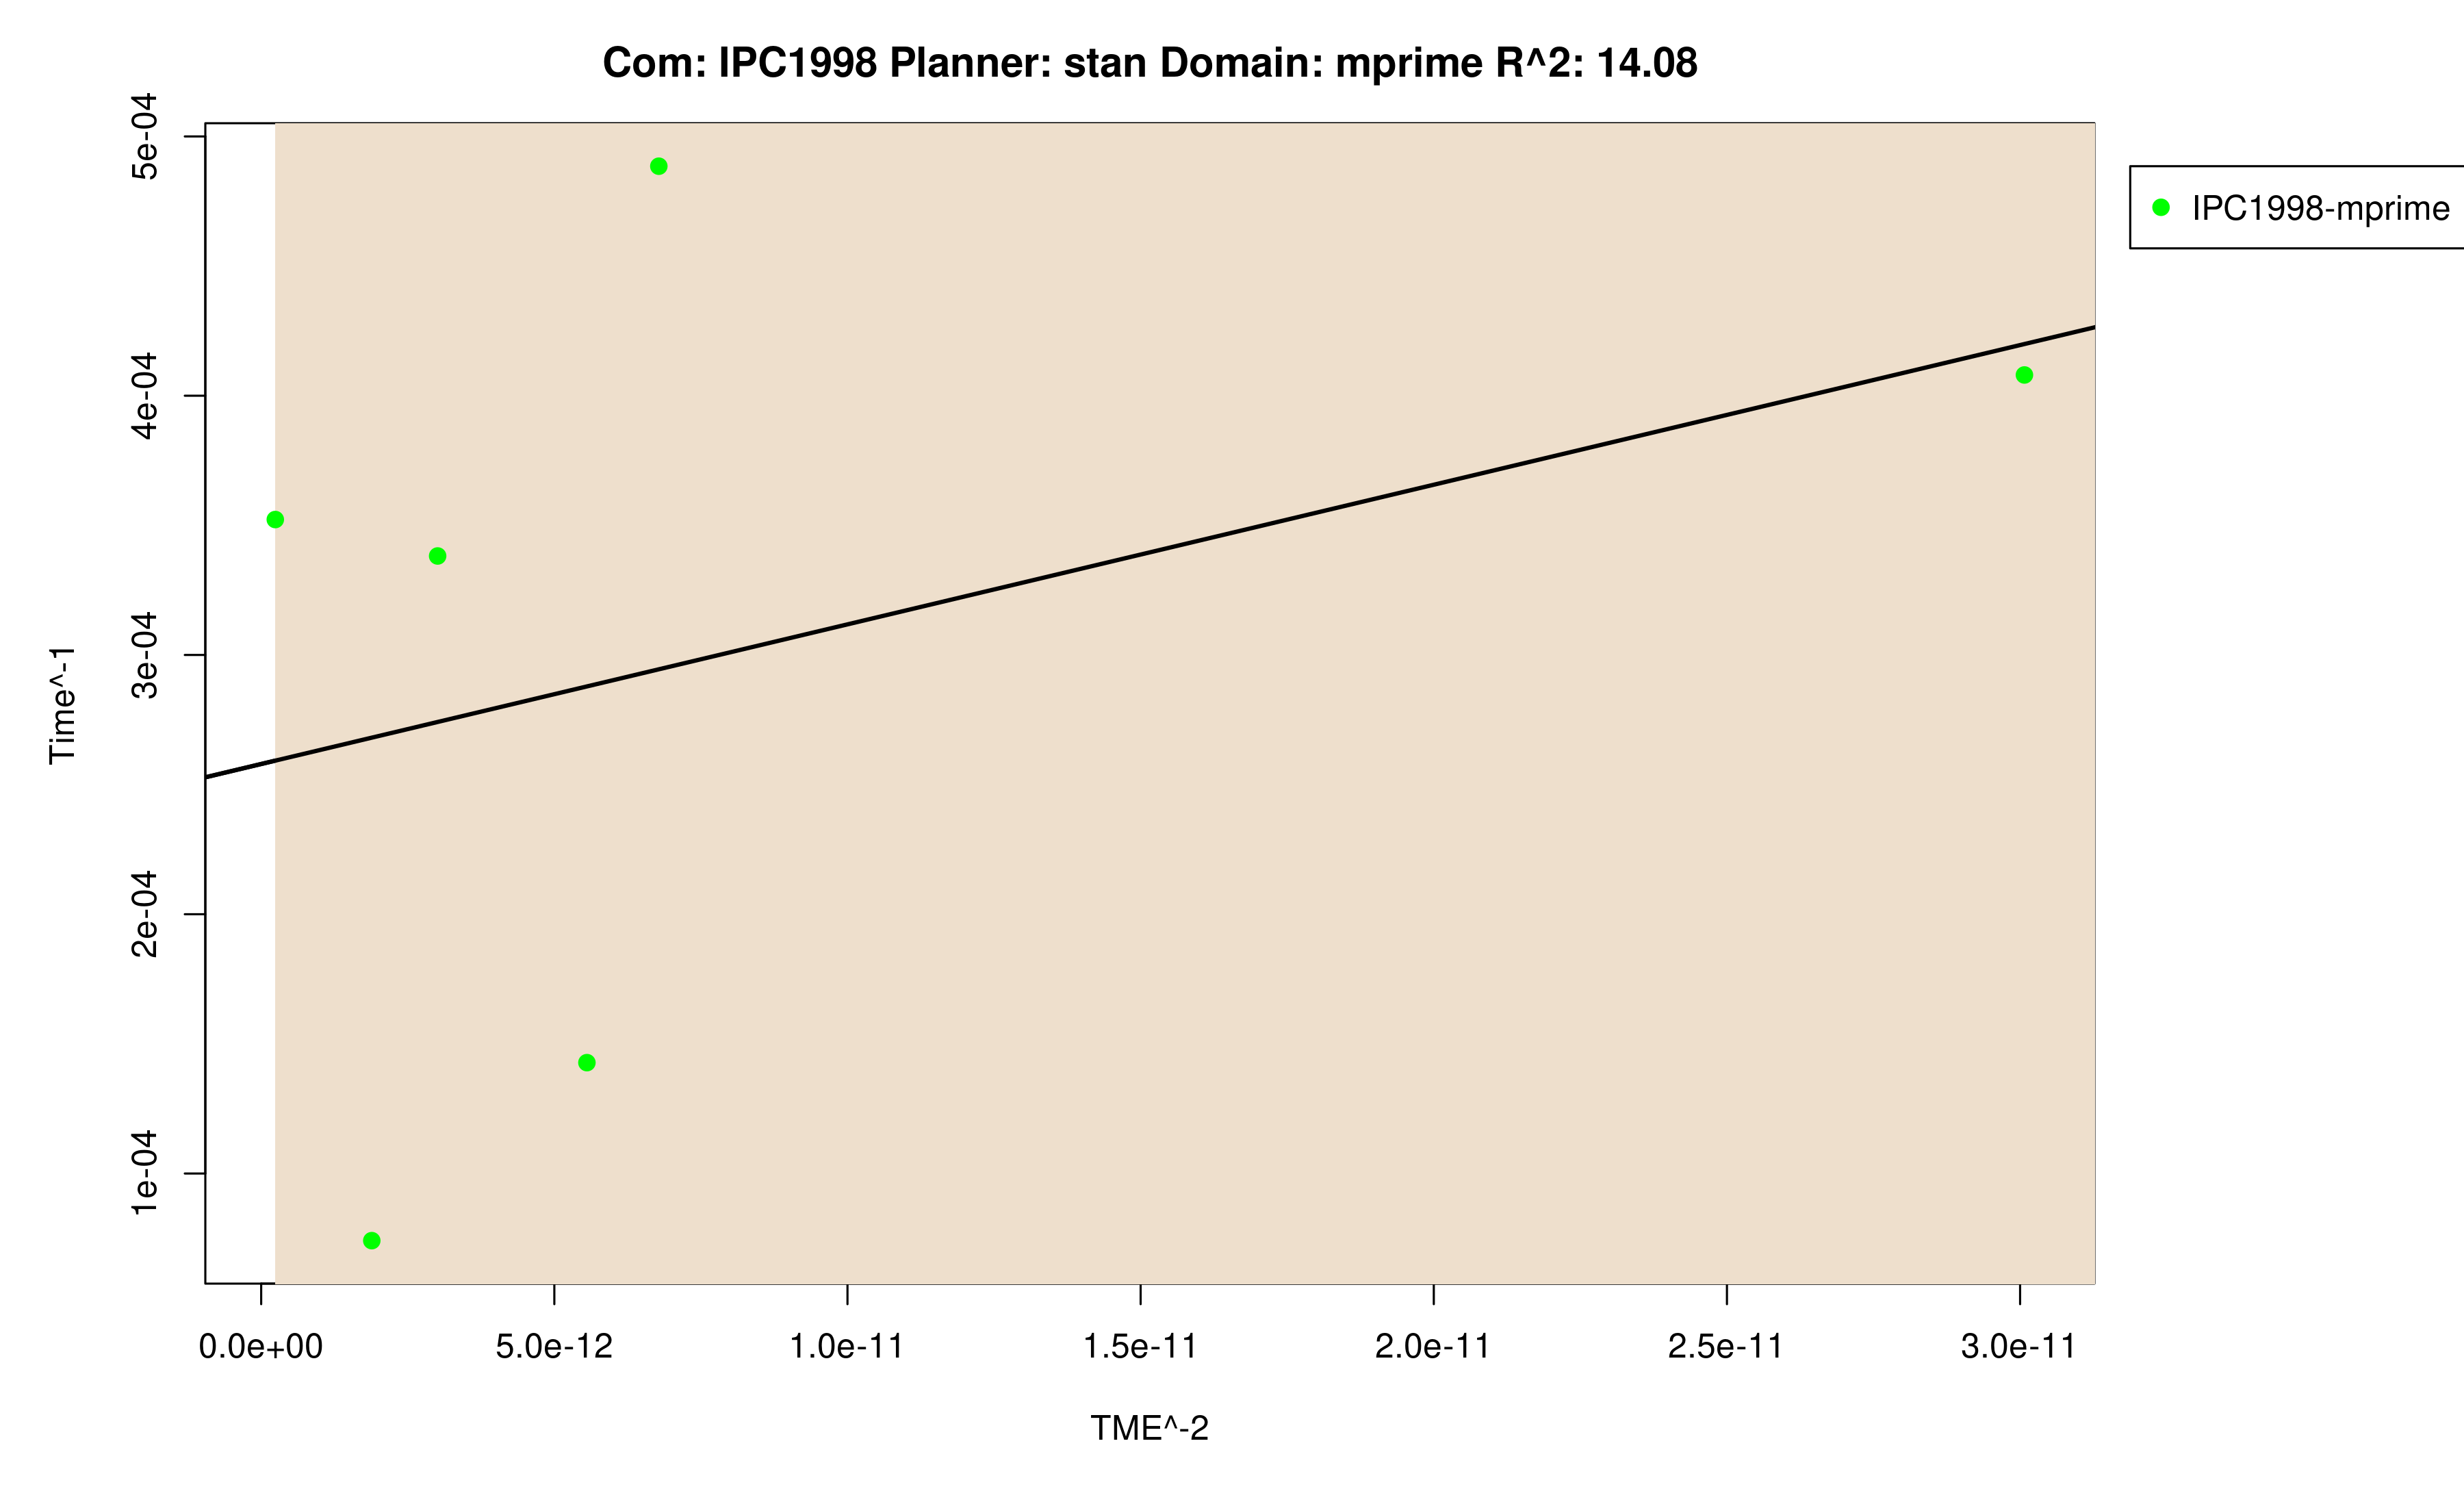 Com: IPC1998 Planner: stan Domain: mprime R^2: 14.08
IPC1998-mprime
Time^-1
5e-04
4e-04
3e-04
2e-04
1e-04
0.0e+00 5.0e-12 1.0e-11 1.5e-11 2.0e-11 2.5e-11 3.0e-11
TME^-2